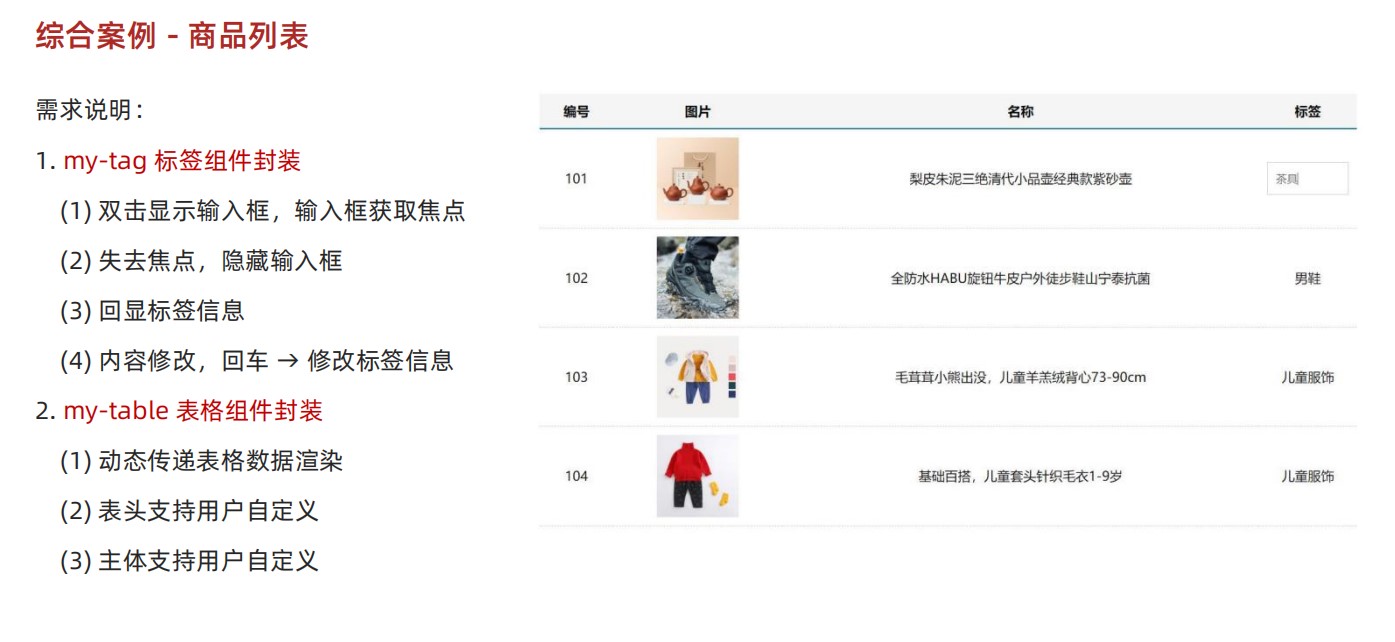 综合案例 - 商品列表
需求说明：
1. my-tag 标签组件封装
(1) 双击显示输入框，输入框获取焦点
(2) 失去焦点，隐藏输入框
(3) 回显标签信息
(4) 内容修改，回车 → 修改标签信息
2. my-table 表格组件封装
(1) 动态传递表格数据渲染
(2) 表头支持用户自定义
(3) 主体支持用户自定义
编号 图片 名称 标签
101 梨皮朱泥三绝清代小品壶经典款紫砂壶 茶具
102 全防水HABU旋钮牛皮户外徒步鞋山宁泰抗菌 男鞋
103 毛茸茸小熊出没，儿童羊羔绒背心73-90cm 儿童服饰
104 基础百搭，儿童套头针织毛衣1-9岁 儿童服饰